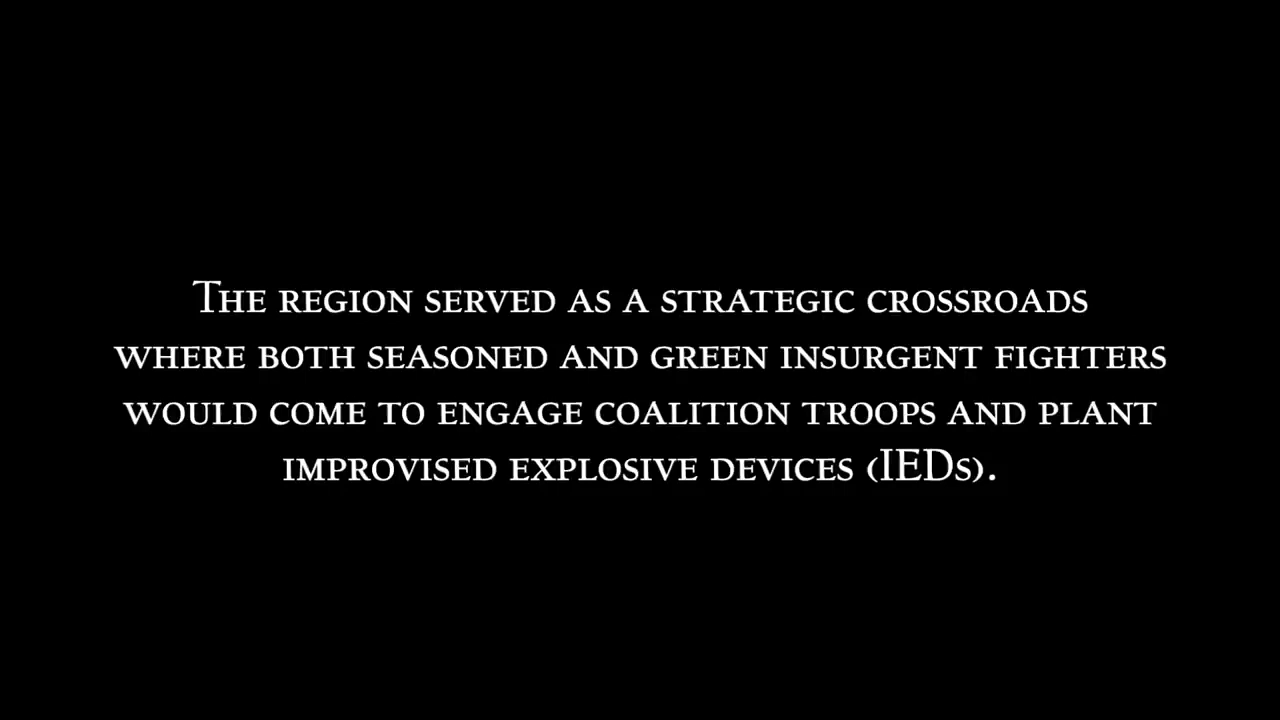 The region served as a strategic crossroads
where both seasoned and green insurgent fighters
would come to engage coalition troops and plant
improvised explosive devices (IEDs).